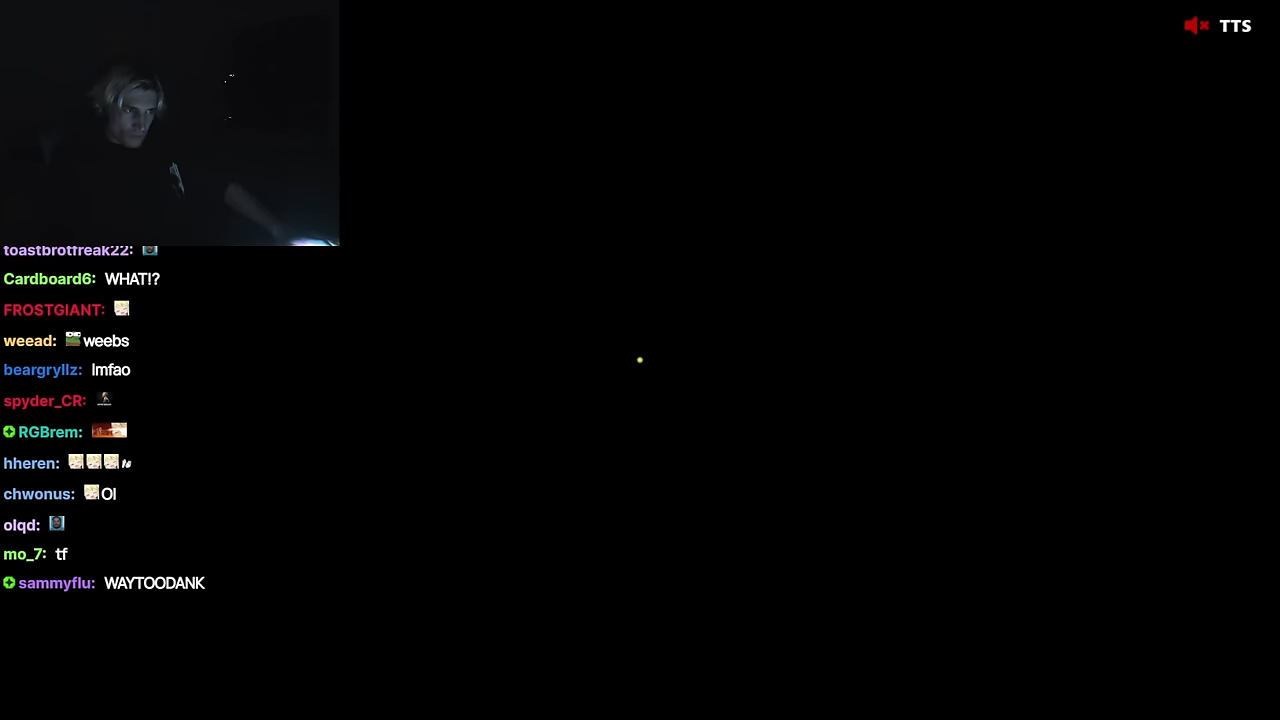 TTS
toastbrotfreak22:
Cardboard6: WHAT!?
FROSTGIANT:
weead: weebs
beargryllz: lmfao
spyder_CR:
RGBrem:
hheren:
chwonus: OI
olqd:
mo_7: tf
sammyflu: WAYTOODANK